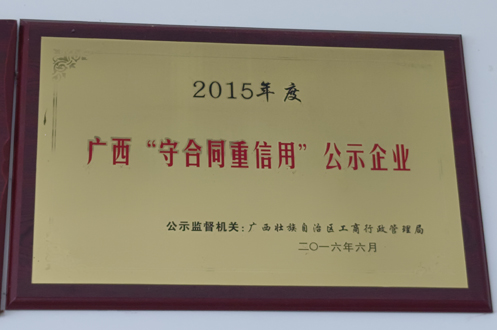 2015年度
广西“守合同重信用”公示企业
公示监督机关:广西壮族自治区工商行政管理局
二〇一六年六月